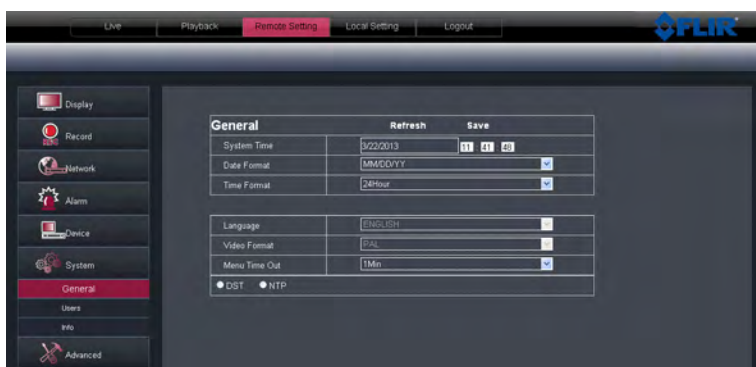 Live Playback Remote Setting Local Setting Logout
FLIR
Display
Record
Network
Alarm
Device
System
General
Users
Info
Advanced
General Refresh Save
System Time 3/22/2013 11 : 41 : 48
Date Format MM/DD/YY
Time Format 24Hour
Language ENGLISH
Video Format PAL
Menu Time Out 1Min
DST NTP